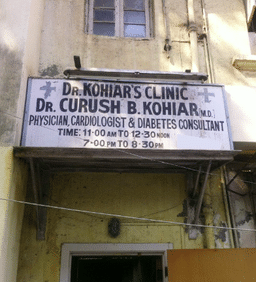 DR. KOHIAR'S CLINIC
DR. CURUSH B. KOHIAR M.D.
PHYSICIAN, CARDIOLOGIST & DIABETES CONSULTANT
TIME: 11-00 AM TO 12-30 NOON
7-00 PM TO 8-30 PM